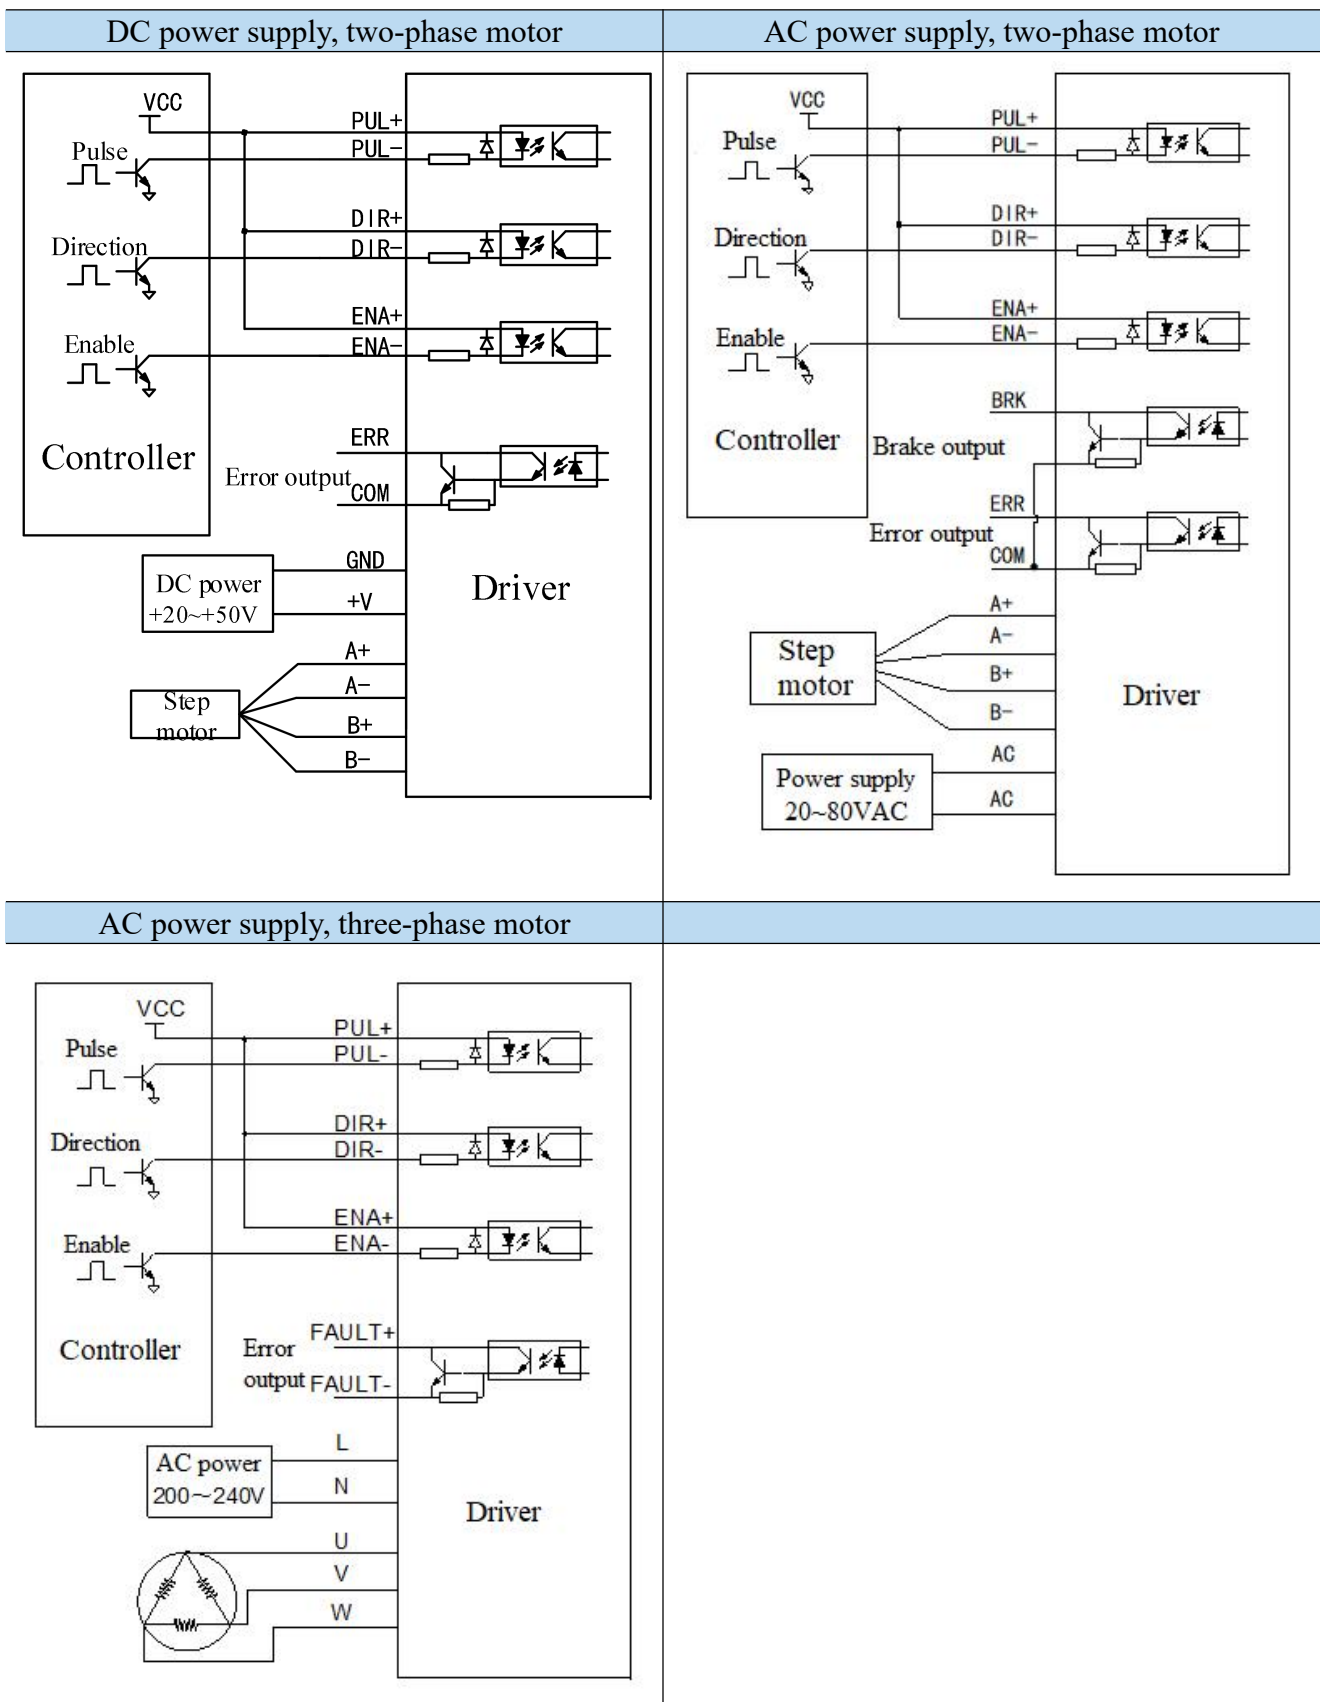 DC power supply, two-phase motor
VCC
PUL+
Pulse
PUL-
DIR+
Direction
DIR-
ENA+
Enable
ENA-
ERR
Controller
Error output
COM
GND
DC power
+20~+50V
+V
Driver
A+
Step
motor
A-
B+
B-
AC power supply, two-phase motor
VCC
PUL+
Pulse
PUL-
DIR+
Direction
DIR-
ENA+
Enable
ENA-
BRK
Controller
Brake output
ERR
Error output
COM
A+
A-
Step
motor
B+
B-
Driver
AC
Power supply
20~80VAC
AC
AC power supply, three-phase motor
VCC
PUL+
Pulse
PUL-
DIR+
Direction
DIR-
ENA+
Enable
ENA-
FAULT+
Controller
Error
output
FAULT-
L
AC power
200～240V
N
Driver
U
V
W